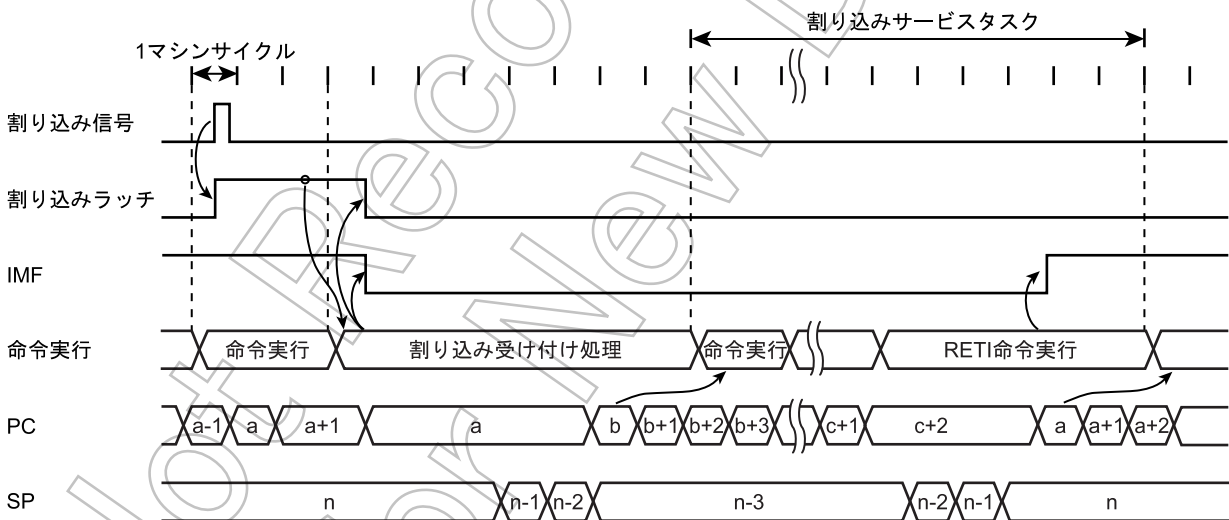 割り込みサービスタスク
1マシンサイクル
割り込み信号
割り込みラッチ
IMF
命令実行 命令実行 割り込み受け付け処理 命令実行 RETI命令実行
PC a-1 a a+1 a b b+1 b+2 b+3 c+1 c+2 a a+1 a+2
SP n n-1 n-2 n-3 n-2 n-1 n
Not Reco
for New D